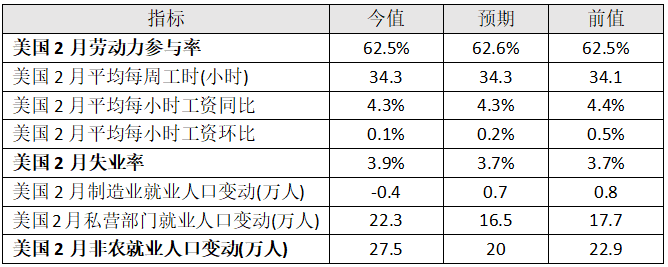 指标 今值 预期 前值
美国2月劳动力参与率 62.5% 62.6% 62.5%
美国2月平均每周工时(小时) 34.3 34.3 34.1
美国2月平均每小时工资同比 4.3% 4.3% 4.4%
美国2月平均每小时工资环比 0.1% 0.2% 0.5%
美国2月失业率 3.9% 3.7% 3.7%
美国2月制造业就业人口变动(万人) -0.4 0.7 0.8
美国2月私营部门就业人口变动(万人) 22.3 16.5 17.7
美国2月非农就业人口变动(万人) 27.5 20 22.9